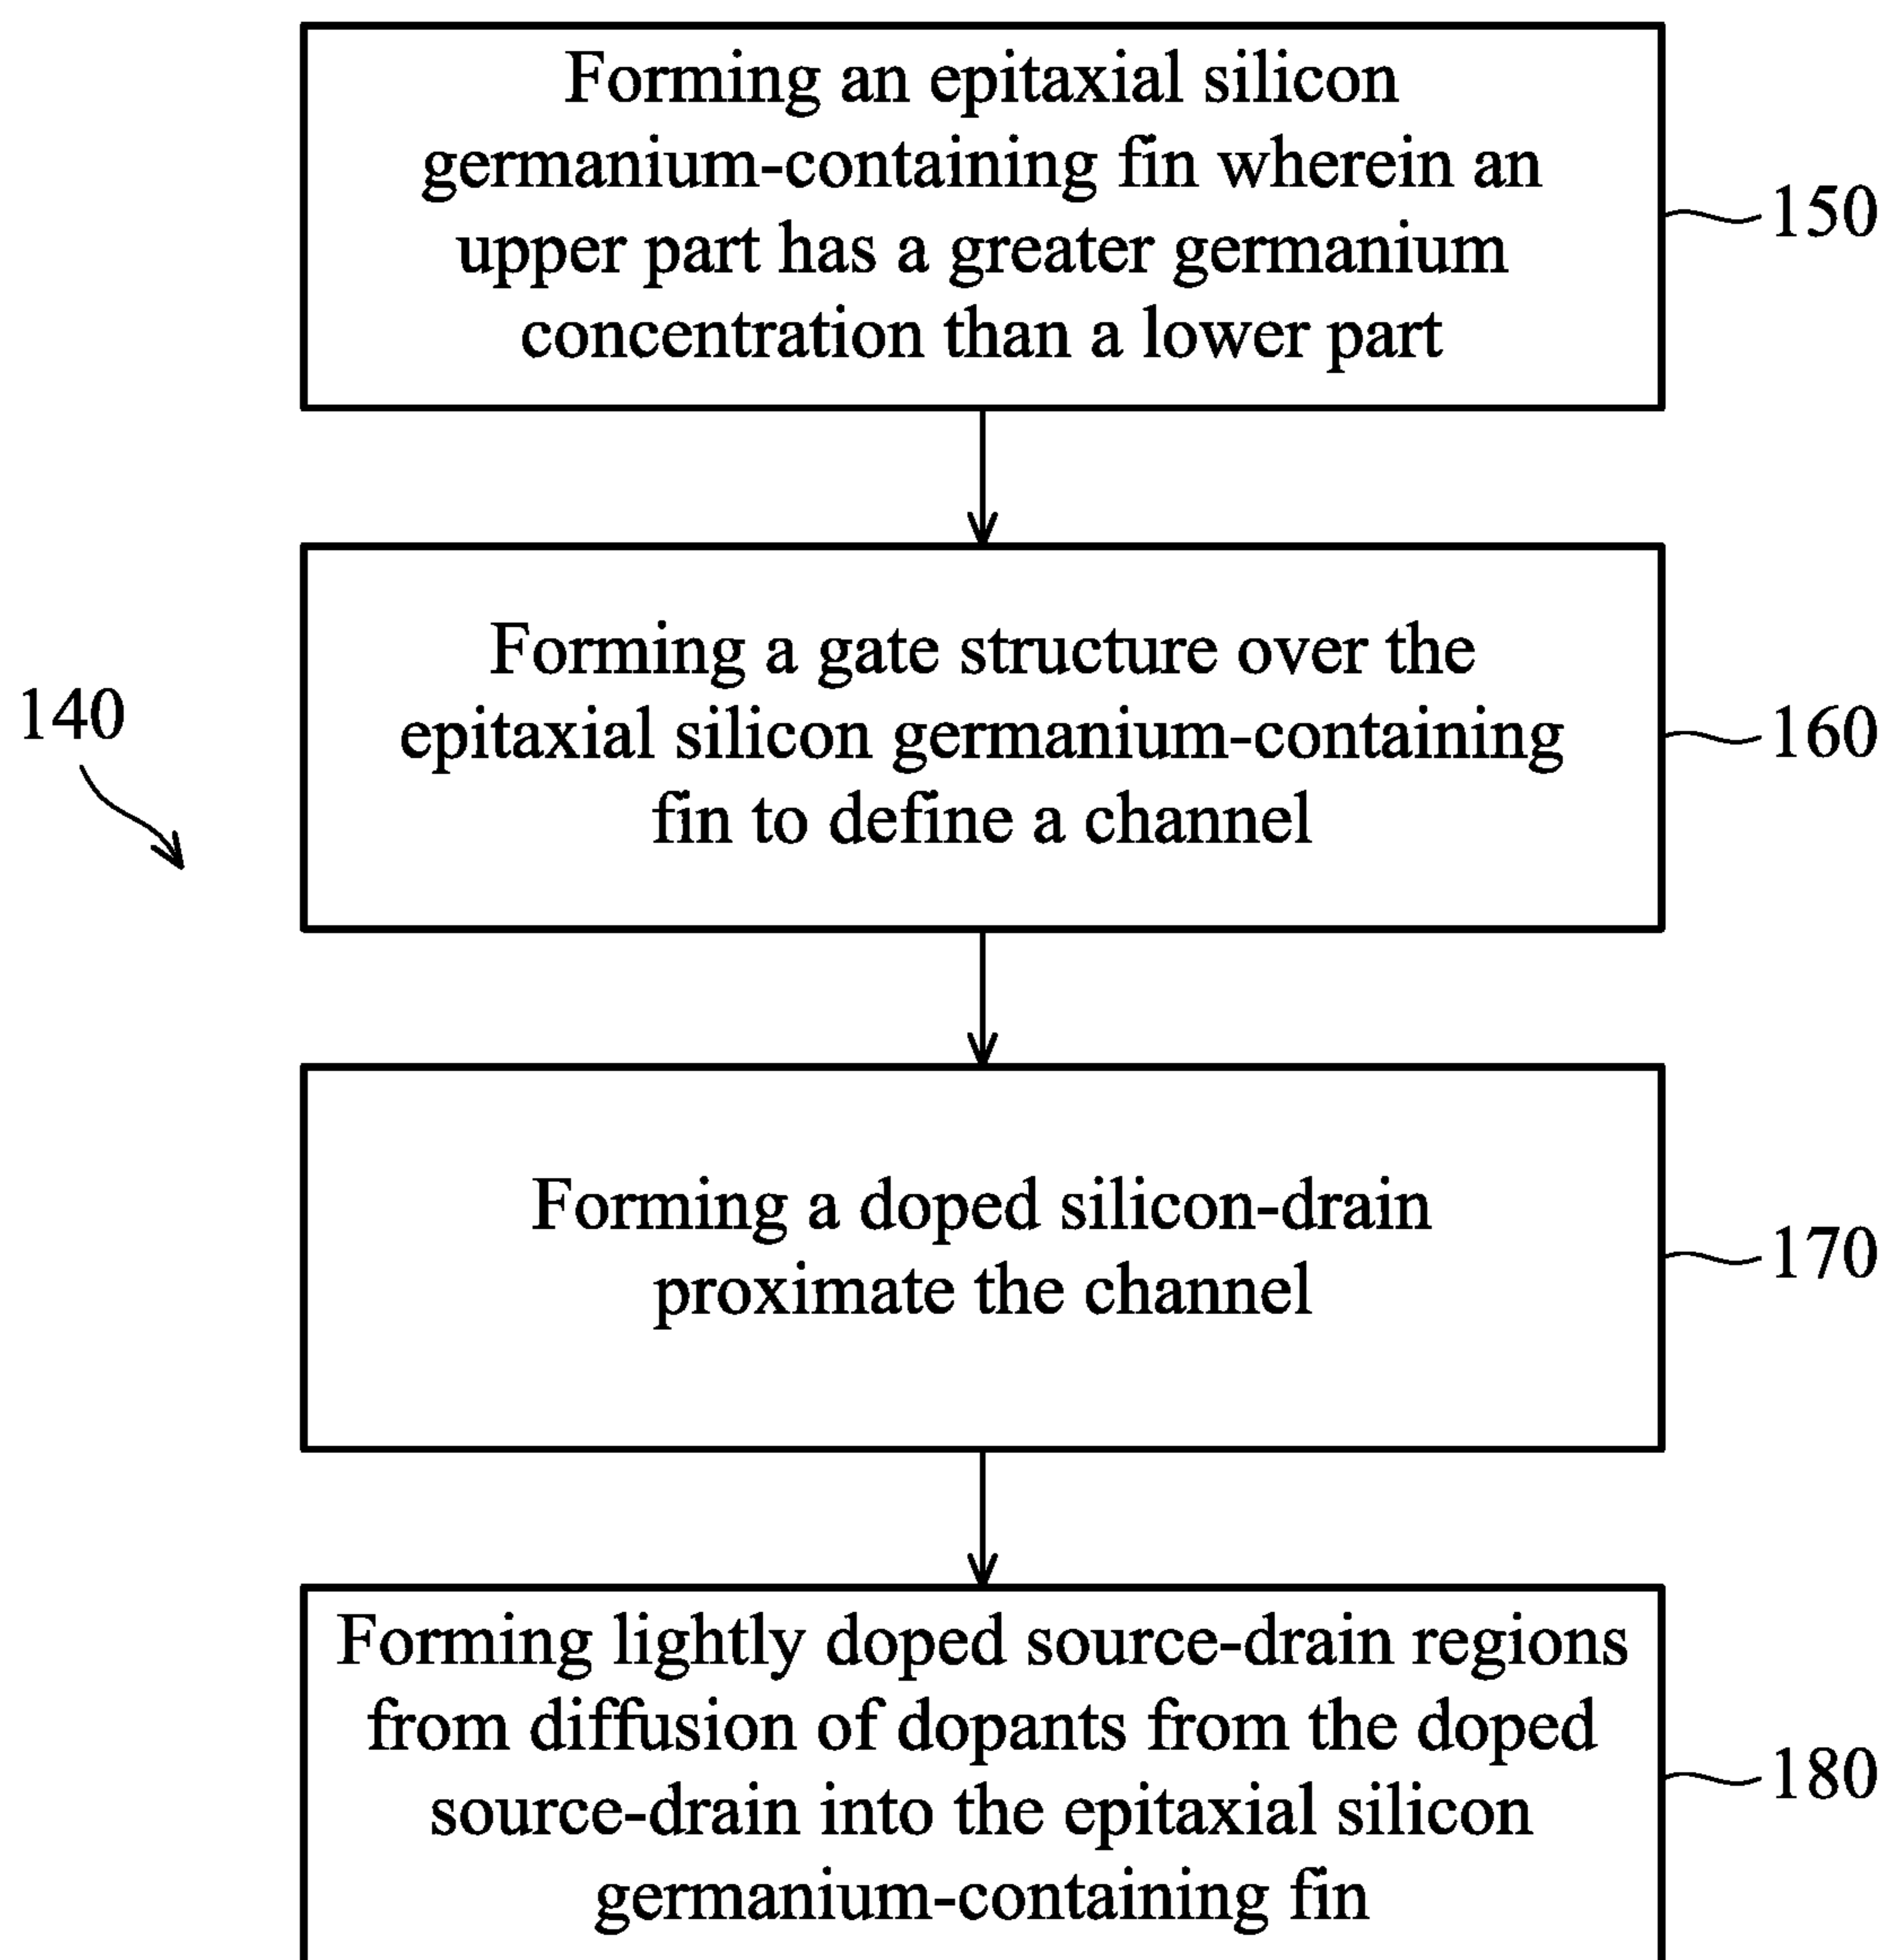 Forming an epitaxial silicon
germanium-containing fin wherein an
upper part has a greater germanium
concentration than a lower part
150
Forming a gate structure over the
epitaxial silicon germanium-containing
fin to define a channel
160
140
Forming a doped silicon-drain
proximate the channel
170
Forming lightly doped source-drain regions
from diffusion of dopants from the doped
source-drain into the epitaxial silicon
germanium-containing fin
180